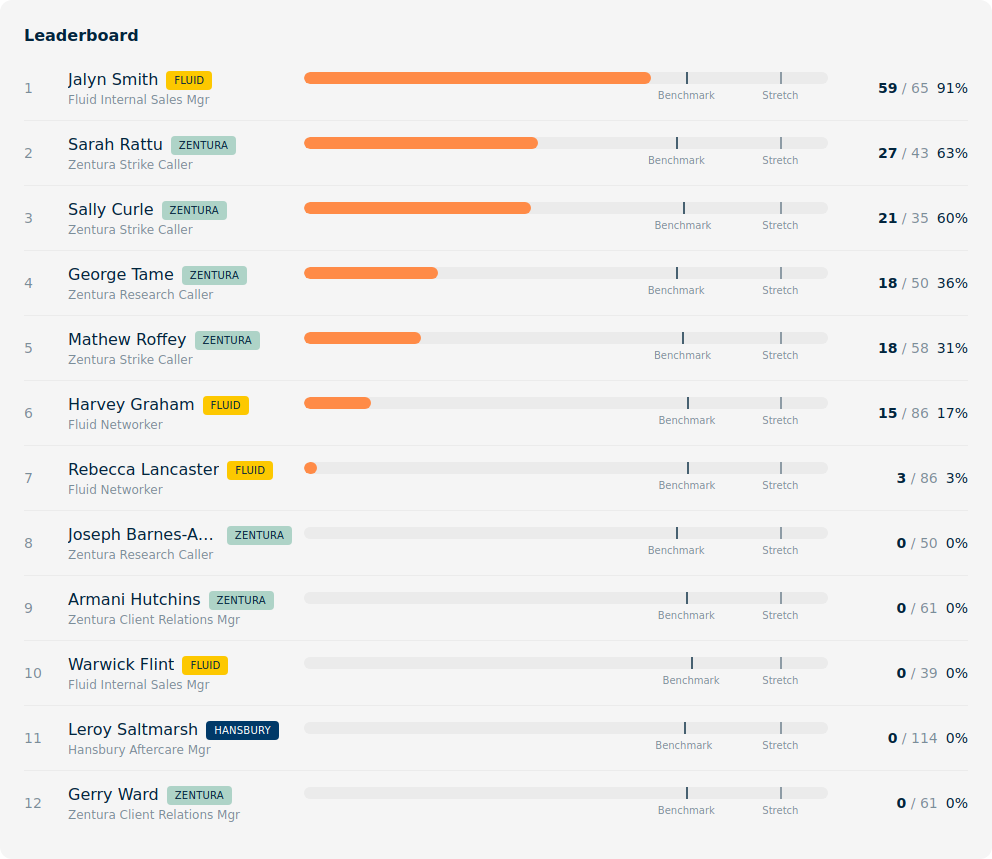 Leaderboard
1 Jalyn Smith FLUID 59 / 65 91%
Fluid Internal Sales Mgr Benchmark Stretch
2 Sarah Rattu ZENTURA 27 / 43 63%
Zentura Strike Caller Benchmark Stretch
3 Sally Curle ZENTURA 21 / 35 60%
Zentura Strike Caller Benchmark Stretch
4 George Tame ZENTURA 18 / 50 36%
Zentura Research Caller Benchmark Stretch
5 Mathew Roffey ZENTURA 18 / 58 31%
Zentura Strike Caller Benchmark Stretch
6 Harvey Graham FLUID 15 / 86 17%
Fluid Networker Benchmark Stretch
7 Rebecca Lancaster FLUID 3 / 86 3%
Fluid Networker Benchmark Stretch
8 Joseph Barnes-A... ZENTURA 0 / 50 0%
Zentura Research Caller Benchmark Stretch
9 Armani Hutchins ZENTURA 0 / 61 0%
Zentura Client Relations Mgr Benchmark Stretch
10 Warwick Flint FLUID 0 / 39 0%
Fluid Internal Sales Mgr Benchmark Stretch
11 Leroy Saltmarsh HANSBURY 0 / 114 0%
Hansbury Aftercare Mgr Benchmark Stretch
12 Gerry Ward ZENTURA 0 / 61 0%
Zentura Client Relations Mgr Benchmark Stretch